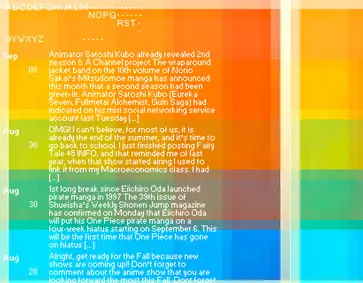 ABCDEFGHIJKLM
NOPQ------
RST-
UVWXYZ ------
Sep
08
Animator Satoshi Kubo already revealed 2nd
season 6: A Channel project The wraparound
jacket band on the 10th volume of Norio
Sakai's Mitsudomoe manga has announced
this month that a second season had been
green-lit. Animator Satoshi Kubo (Eureka
Seven, Fullmetal Alchemist, Guin Saga) had
indicated on his mixi social networking service
account last Tuesday [...]
Aug
30
OMG! I can't believe, for most of us, it is
already the end of the summer, and it's time to
go back to school. I just finished posting Fairy
Tale 45 INFO, and that reminded me of last
year, when that show started airing I used to
link it from my Macroeconomics class. I had
[...]
Aug
30
1st long break since Eiichiro Oda launched
pirate manga in 1997 The 39th issue of
Shueisha's Weekly Shonen Jump magazine
has confirmed on Monday that Eiichiro Oda
will put his One Piece pirate manga on a
four-week hiatus starting on September 6. This
will be the first time that One Piece has gone
on hiatus [...]
Aug
20
Alright, get ready for the Fall because new
shows are coming up!! Don't forget to
comment about the anime show that you are
looking forward the most this Fall. Dont forget